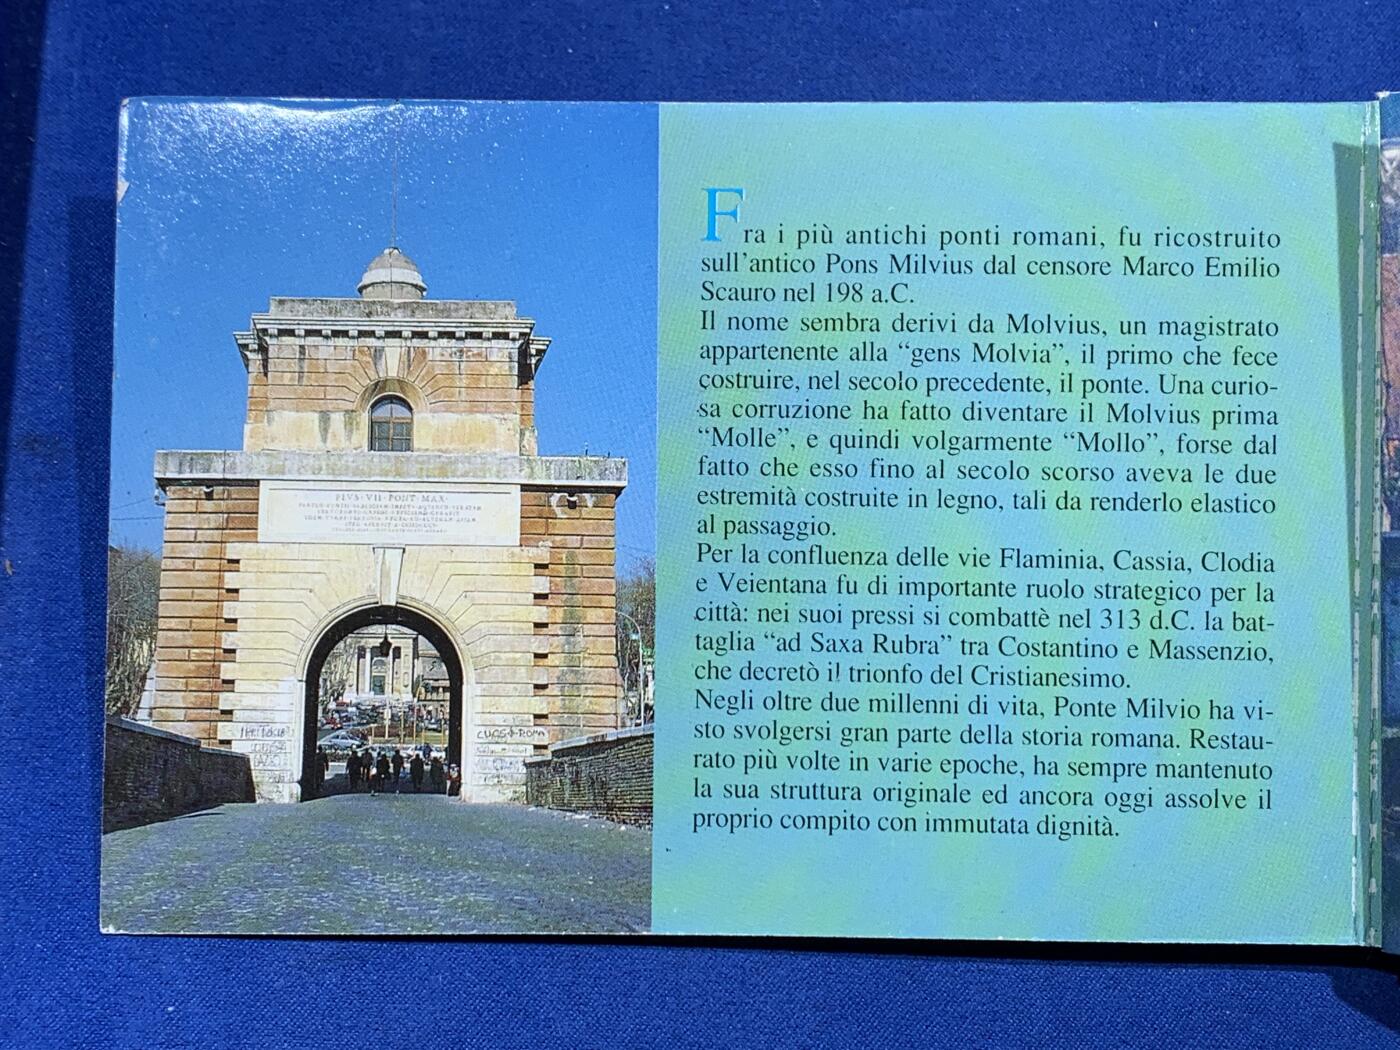 PIVS·VII·PONT·MAX·
CUCS ROMA
Fra i più antichi ponti romani, fu ricostruito
sull'antico Pons Milvius dal censore Marco Emilio
Scauro nel 198 a.C.
Il nome sembra derivi da Molvius, un magistrato
appartenente alla “gens Molvia”, il primo che fece
costruire, nel secolo precedente, il ponte. Una curio-
sa corruzione ha fatto diventare il Molvius prima
“Molle”, e quindi volgarmente “Mollo”, forse dal
fatto che esso fino al secolo scorso aveva le due
estremità costruite in legno, tali da renderlo elastico
al passaggio.
Per la confluenza delle vie Flaminia, Cassia, Clodia
e Veientana fu di importante ruolo strategico per la
città: nei suoi pressi si combattè nel 313 d.C. la bat-
taglia “ad Saxa Rubra” tra Costantino e Massenzio,
che decretò il trionfo del Cristianesimo.
Negli oltre due millenni di vita, Ponte Milvio ha vi-
sto svolgersi gran parte della storia romana. Restau-
rato più volte in varie epoche, ha sempre mantenuto
la sua struttura originale ed ancora oggi assolve il
proprio compito con immutata dignità.